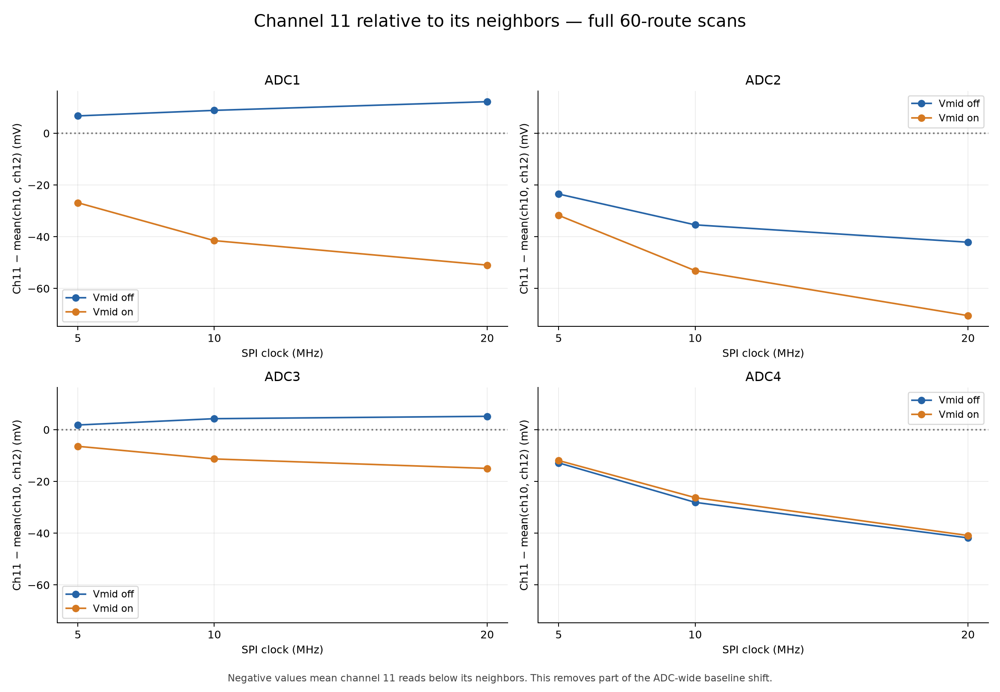 Channel 11 relative to its neighbors — full 60-route scans
ADC1
Ch11 − mean(ch10, ch12) (mV)
0
−20
−40
−60
Vmid off
Vmid on
5
10
20
SPI clock (MHz)
ADC2
Ch11 − mean(ch10, ch12) (mV)
Vmid off
Vmid on
5
10
20
SPI clock (MHz)
ADC3
Ch11 − mean(ch10, ch12) (mV)
0
−20
−40
−60
Vmid off
Vmid on
5
10
20
SPI clock (MHz)
ADC4
Ch11 − mean(ch10, ch12) (mV)
Vmid off
Vmid on
5
10
20
SPI clock (MHz)
Negative values mean channel 11 reads below its neighbors. This removes part of the ADC-wide baseline shift.